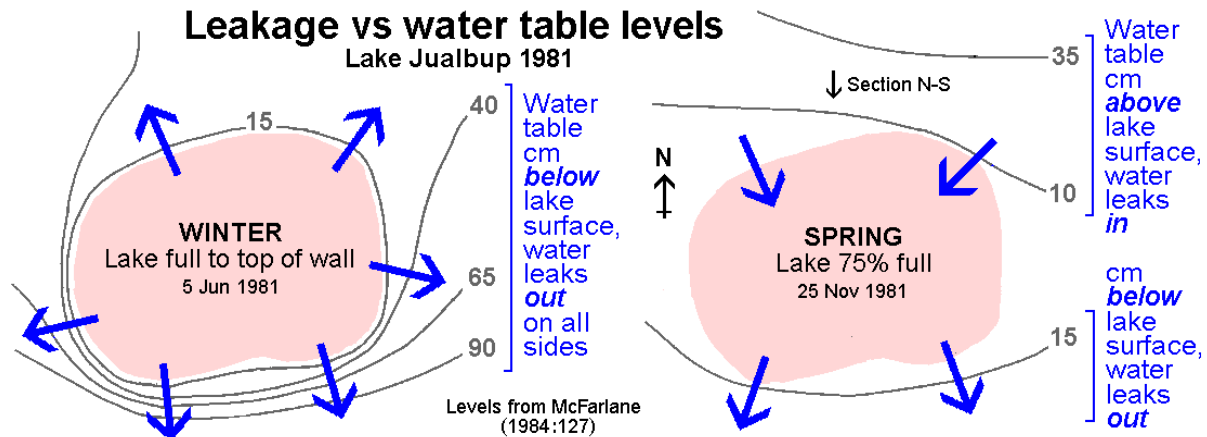 Leakage vs water table levels
Lake Jualbup 1981
15
40
65
90
Water
table
cm
below
lake
surface,
water
leaks
out
on all
sides
WINTER
Lake full to top of wall
5 Jun 1981
Levels from McFarlane
(1984:127)
N
Section N-S
35
10
Water
table
cm
above
lake
surface,
water
leaks
in
SPRING
Lake 75% full
25 Nov 1981
15
cm
below
lake
surface,
water
leaks
out